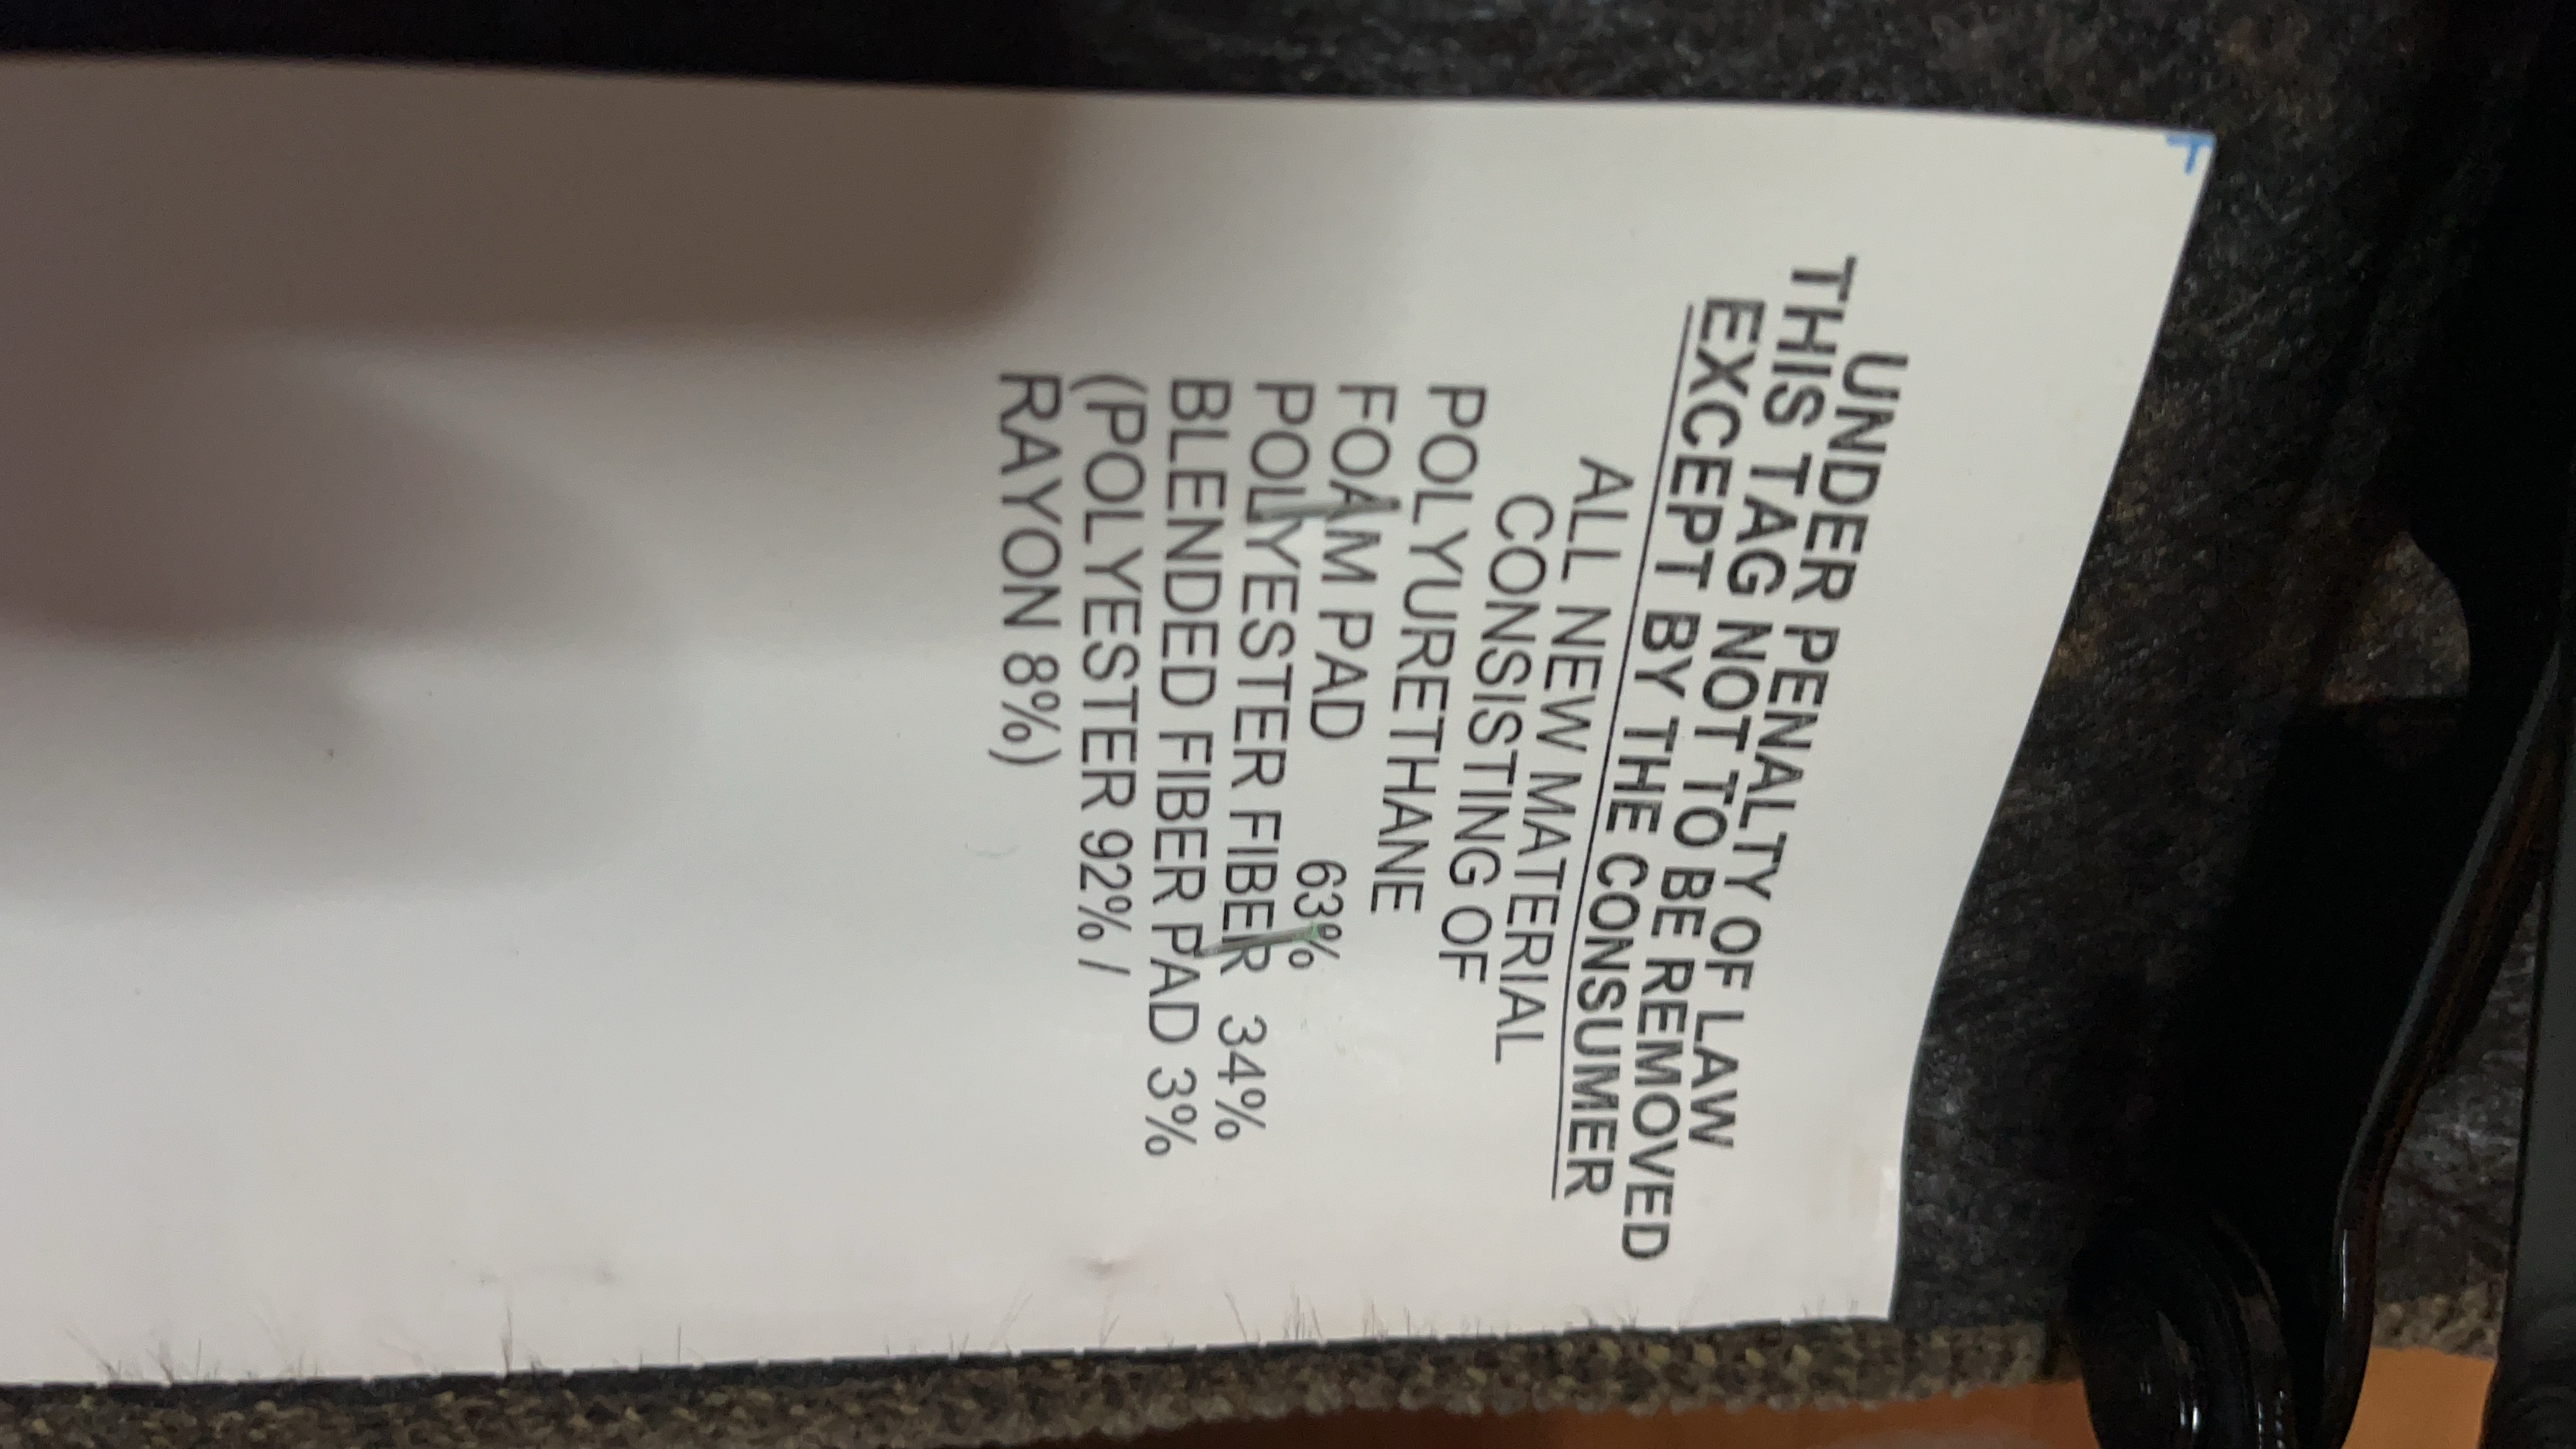 UNDER PENALTY OF LAW
THIS TAG NOT TO BE REMOVED
EXCEPT BY THE CONSUMER
ALL NEW MATERIAL
CONSISTING OF
POLYURETHANE
FOAM PAD 63%
POLYESTER FIBER 34%
BLENDED FIBER PAD 3%
(POLYESTER 92% /
RAYON 8%)